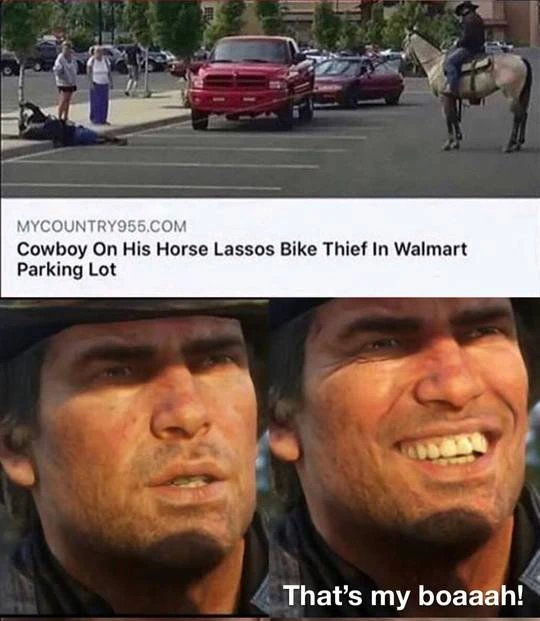 MYCOUNTRY955.COM
Cowboy On His Horse Lassos Bike Thief In Walmart
Parking Lot
That's my boaaah!